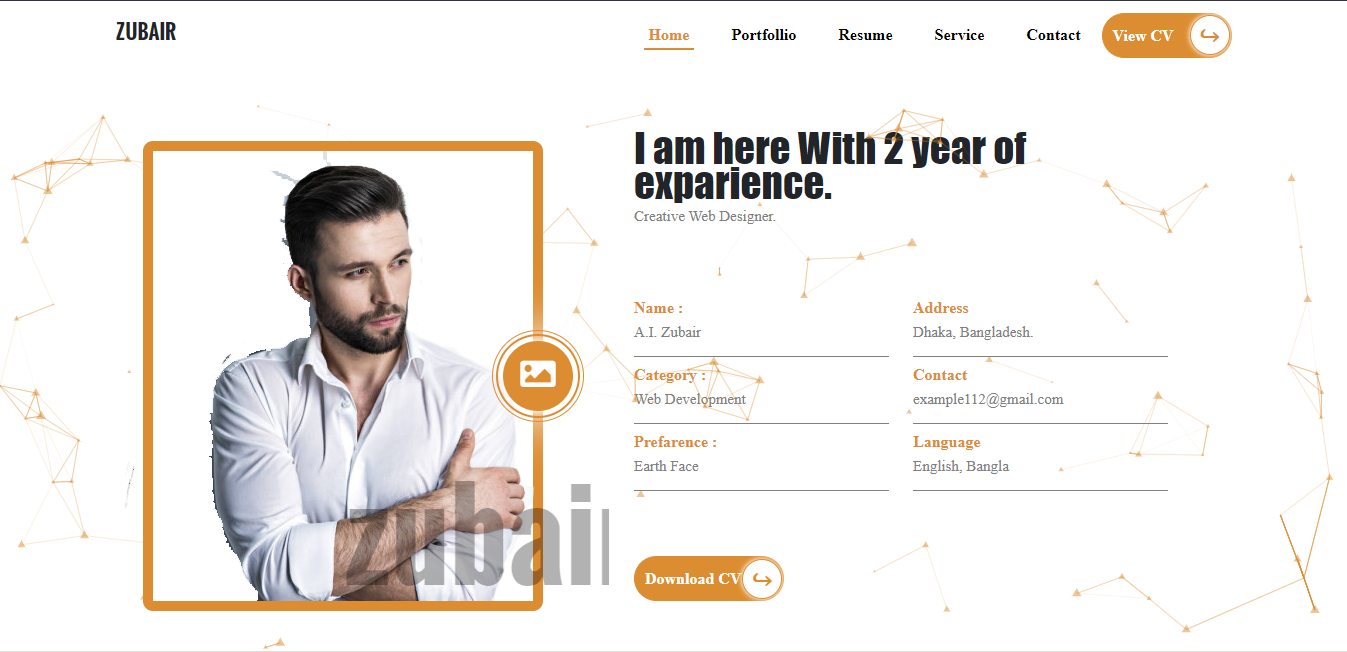 ZUBAIR
Home Portfollio Resume Service Contact View CV
I am here With 2 year of
exparience.
Creative Web Designer.
Name :
A.I. Zubair
Address
Dhaka, Bangladesh.
Category :
Web Development
Contact
example112@gmail.com
Prefarence :
Earth Face
Language
English, Bangla
zubair
Download CV